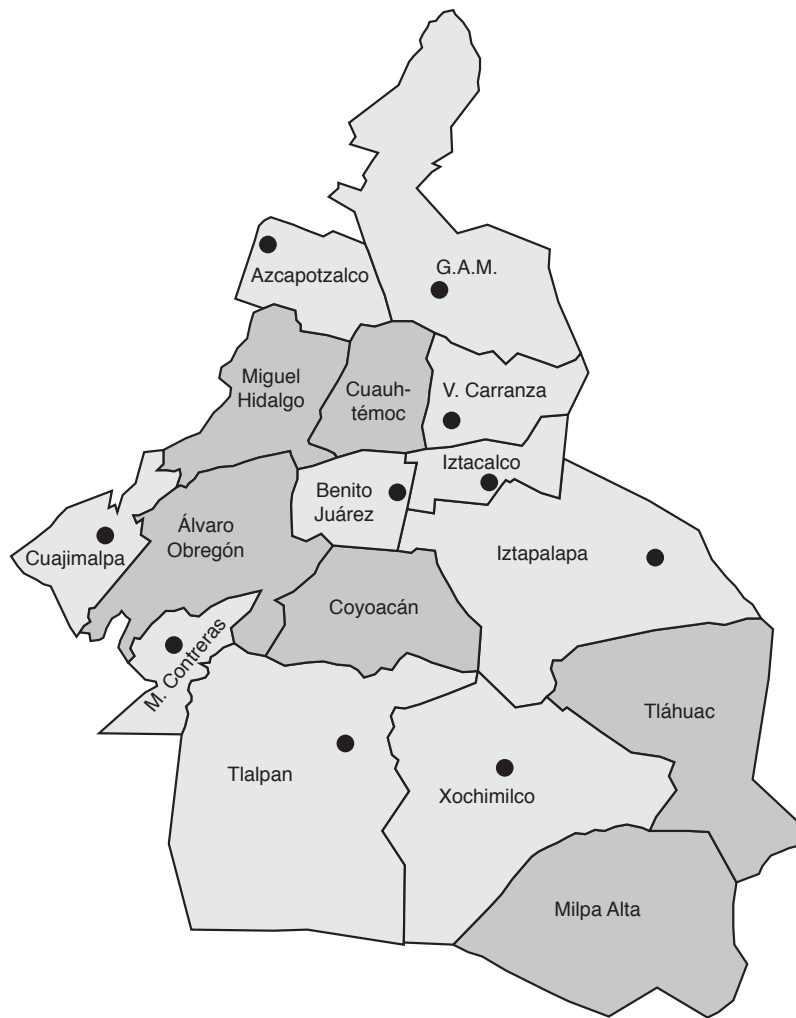 Azcapotzalco
G.A.M.
Miguel
Hidalgo
Cuauh-
témoc
V. Carranza
Iztacalco
Benito
Juárez
Álvaro
Obregón
Cuajimalpa
Iztapalapa
Coyoacán
M. Contreras
Tláhuac
Tlalpan
Xochimilco
Milpa Alta